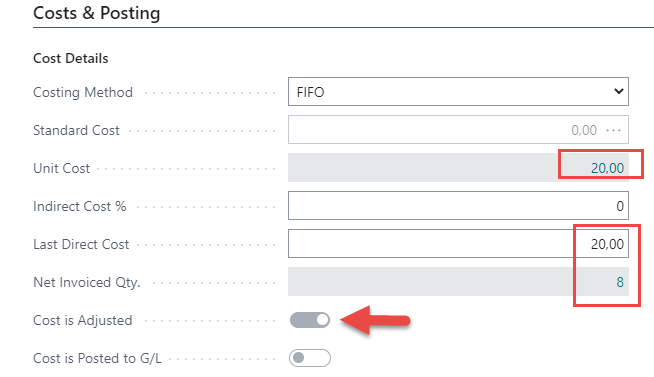 Costs & Posting
Cost Details
Costing Method FIFO
Standard Cost 0,00 ···
Unit Cost 20,00
Indirect Cost % 0
Last Direct Cost 20,00
Net Invoiced Qty. 8
Cost is Adjusted
Cost is Posted to G/L